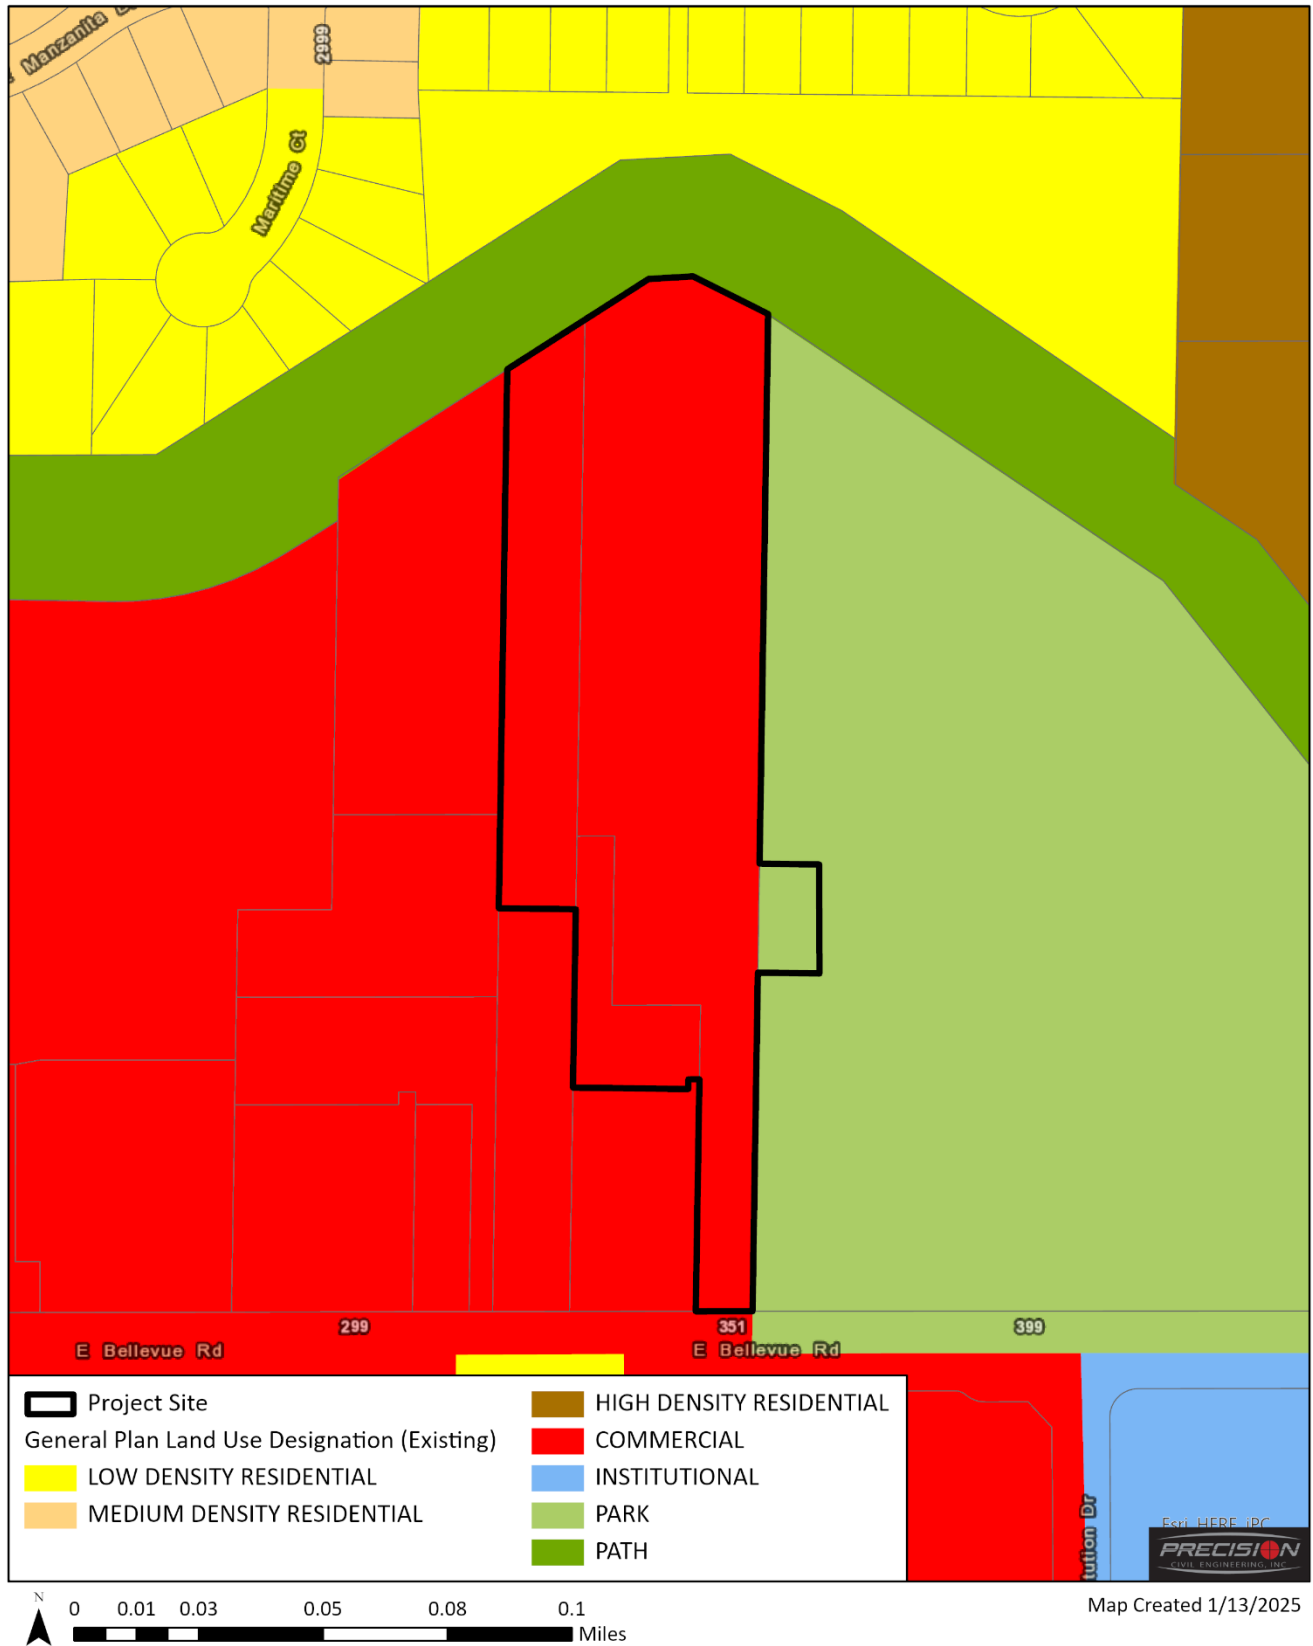 E Manzanita
2999
Maritime Ct
299
351
399
E Bellevue Rd
E Bellevue Rd
Project Site
General Plan Land Use Designation (Existing)
LOW DENSITY RESIDENTIAL
MEDIUM DENSITY RESIDENTIAL
HIGH DENSITY RESIDENTIAL
COMMERCIAL
INSTITUTIONAL
PARK
PATH
tution Dr
Esri, HERE, iPC
PRECISION
CIVIL ENGINEERING, INC
N
0 0.01 0.03 0.05 0.08 0.1
Miles
Map Created 1/13/2025